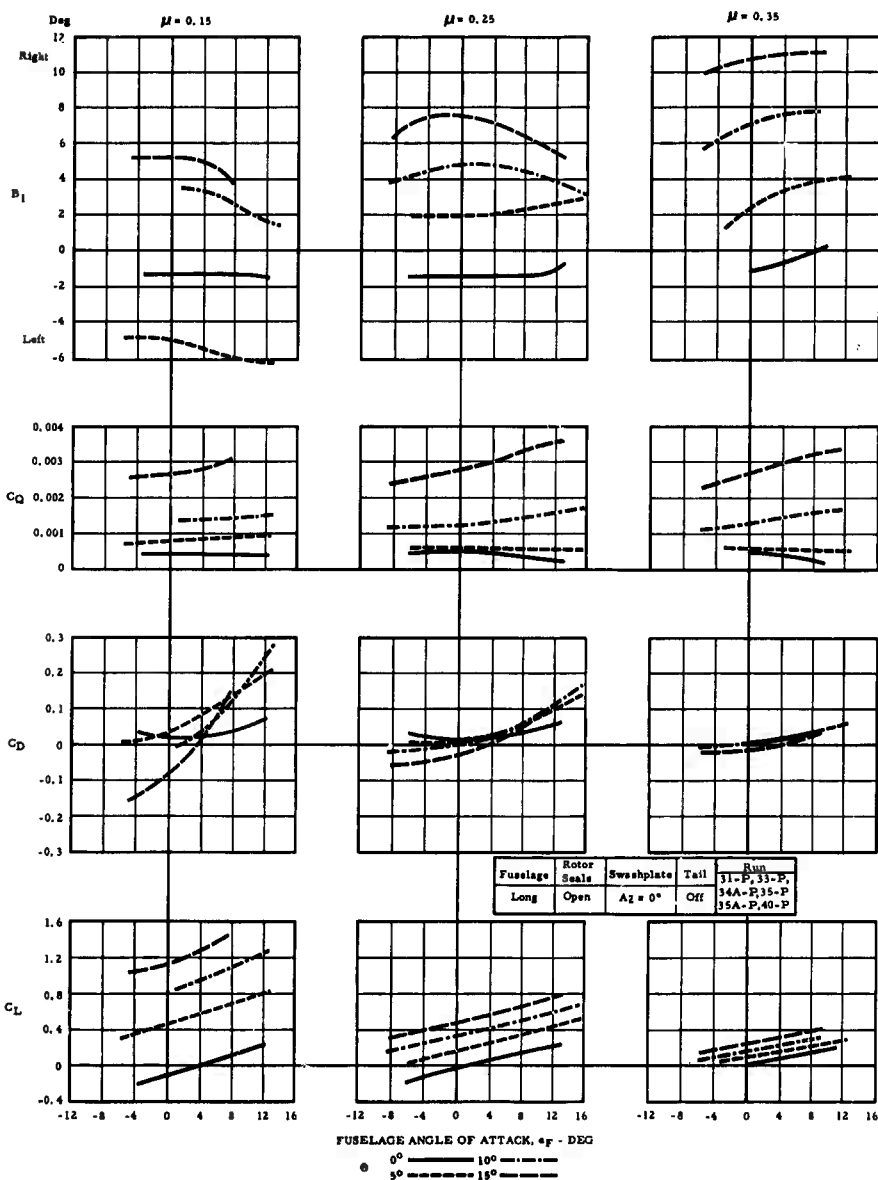 Deg μ = 0.15 μ = 0.25 μ = 0.35
12
Right
10
8
6
4
B1
2
0
-2
-4
Left
-6
0.004
0.003
CQ
0.002
0.001
0
0.3
0.2
0.1
CD
0
-0.1
-0.2
-0.3
Fuselage Rotor Seals Swashplate Tail Run
Long Open A2 = 0° Off 31-P, 33-P,
34A-P, 35-P
35A-P, 40-P
1.6
1.2
0.8
CL
0.4
0
-0.4
-12 -8 -4 0 4 8 12 16 -12 -8 -4 0 4 8 12 16 -12 -8 -4 0 4 8 12 16
FUSELAGE ANGLE OF ATTACK, αF - DEG
0° 10°
5° 15°